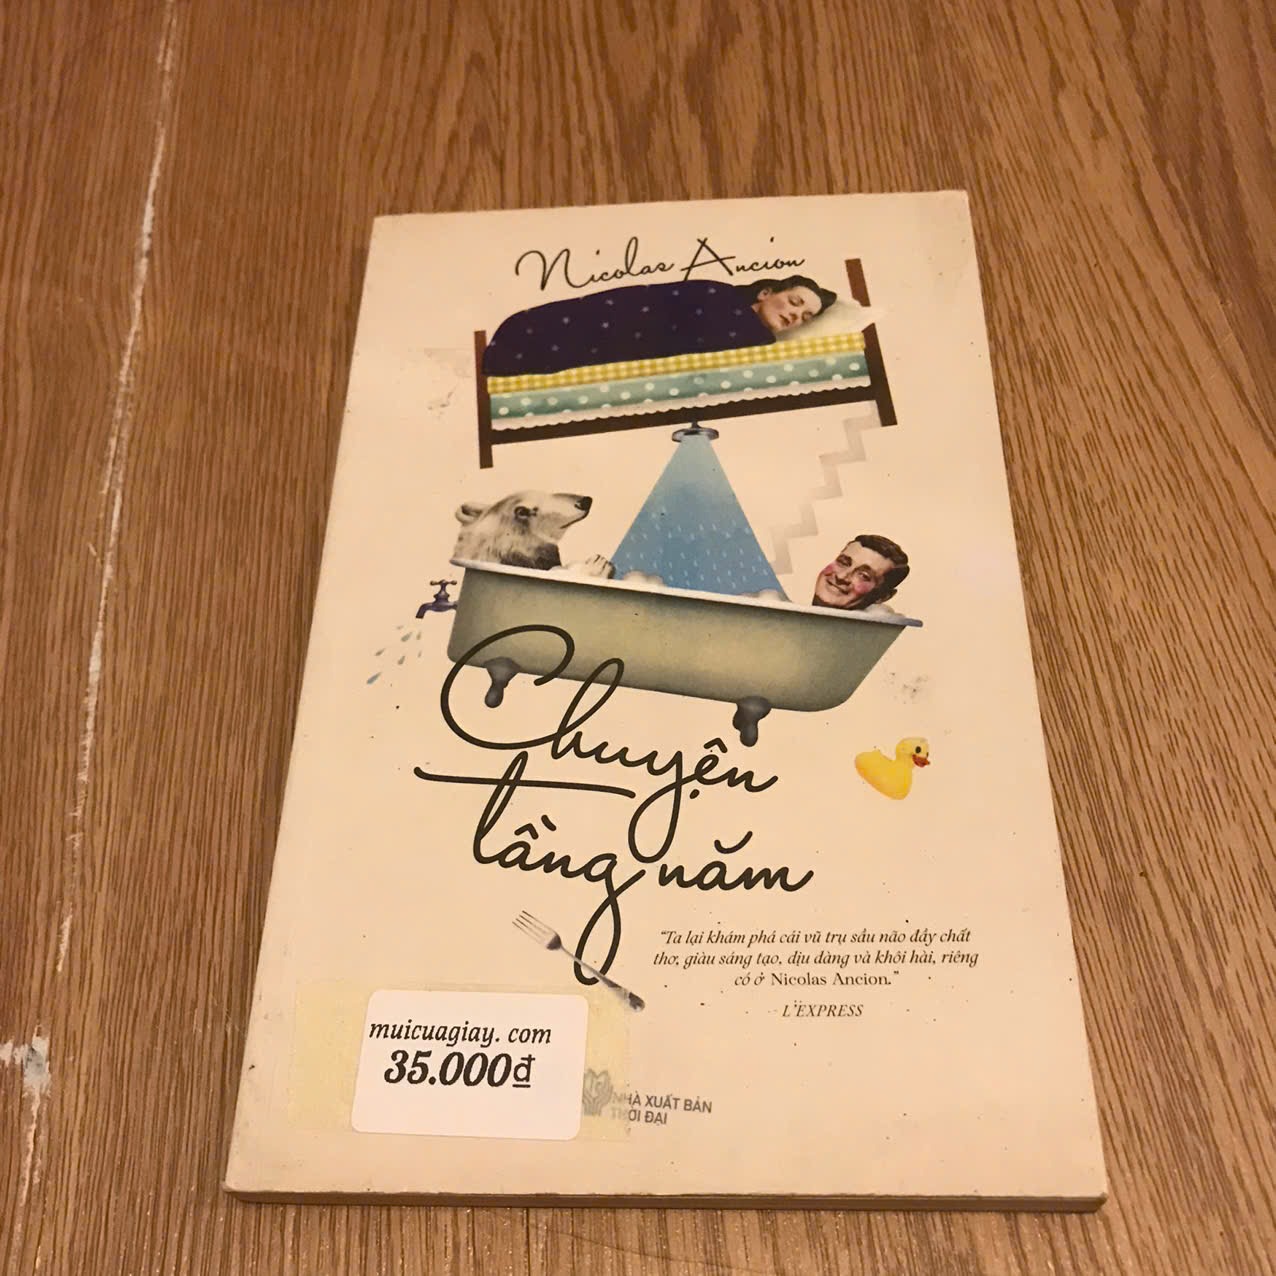 Nicolas Ancion
Chuyện
tầng năm
"Ta lại khám phá cái vũ trụ sầu não đầy chất
thơ, giàu sáng tạo, dịu dàng và khôi hài, riêng
có ở Nicolas Ancion."
L'EXPRESS
muicuagiay. com
35.000đ
NHÀ XUẤT BẢN
THỜI ĐẠI